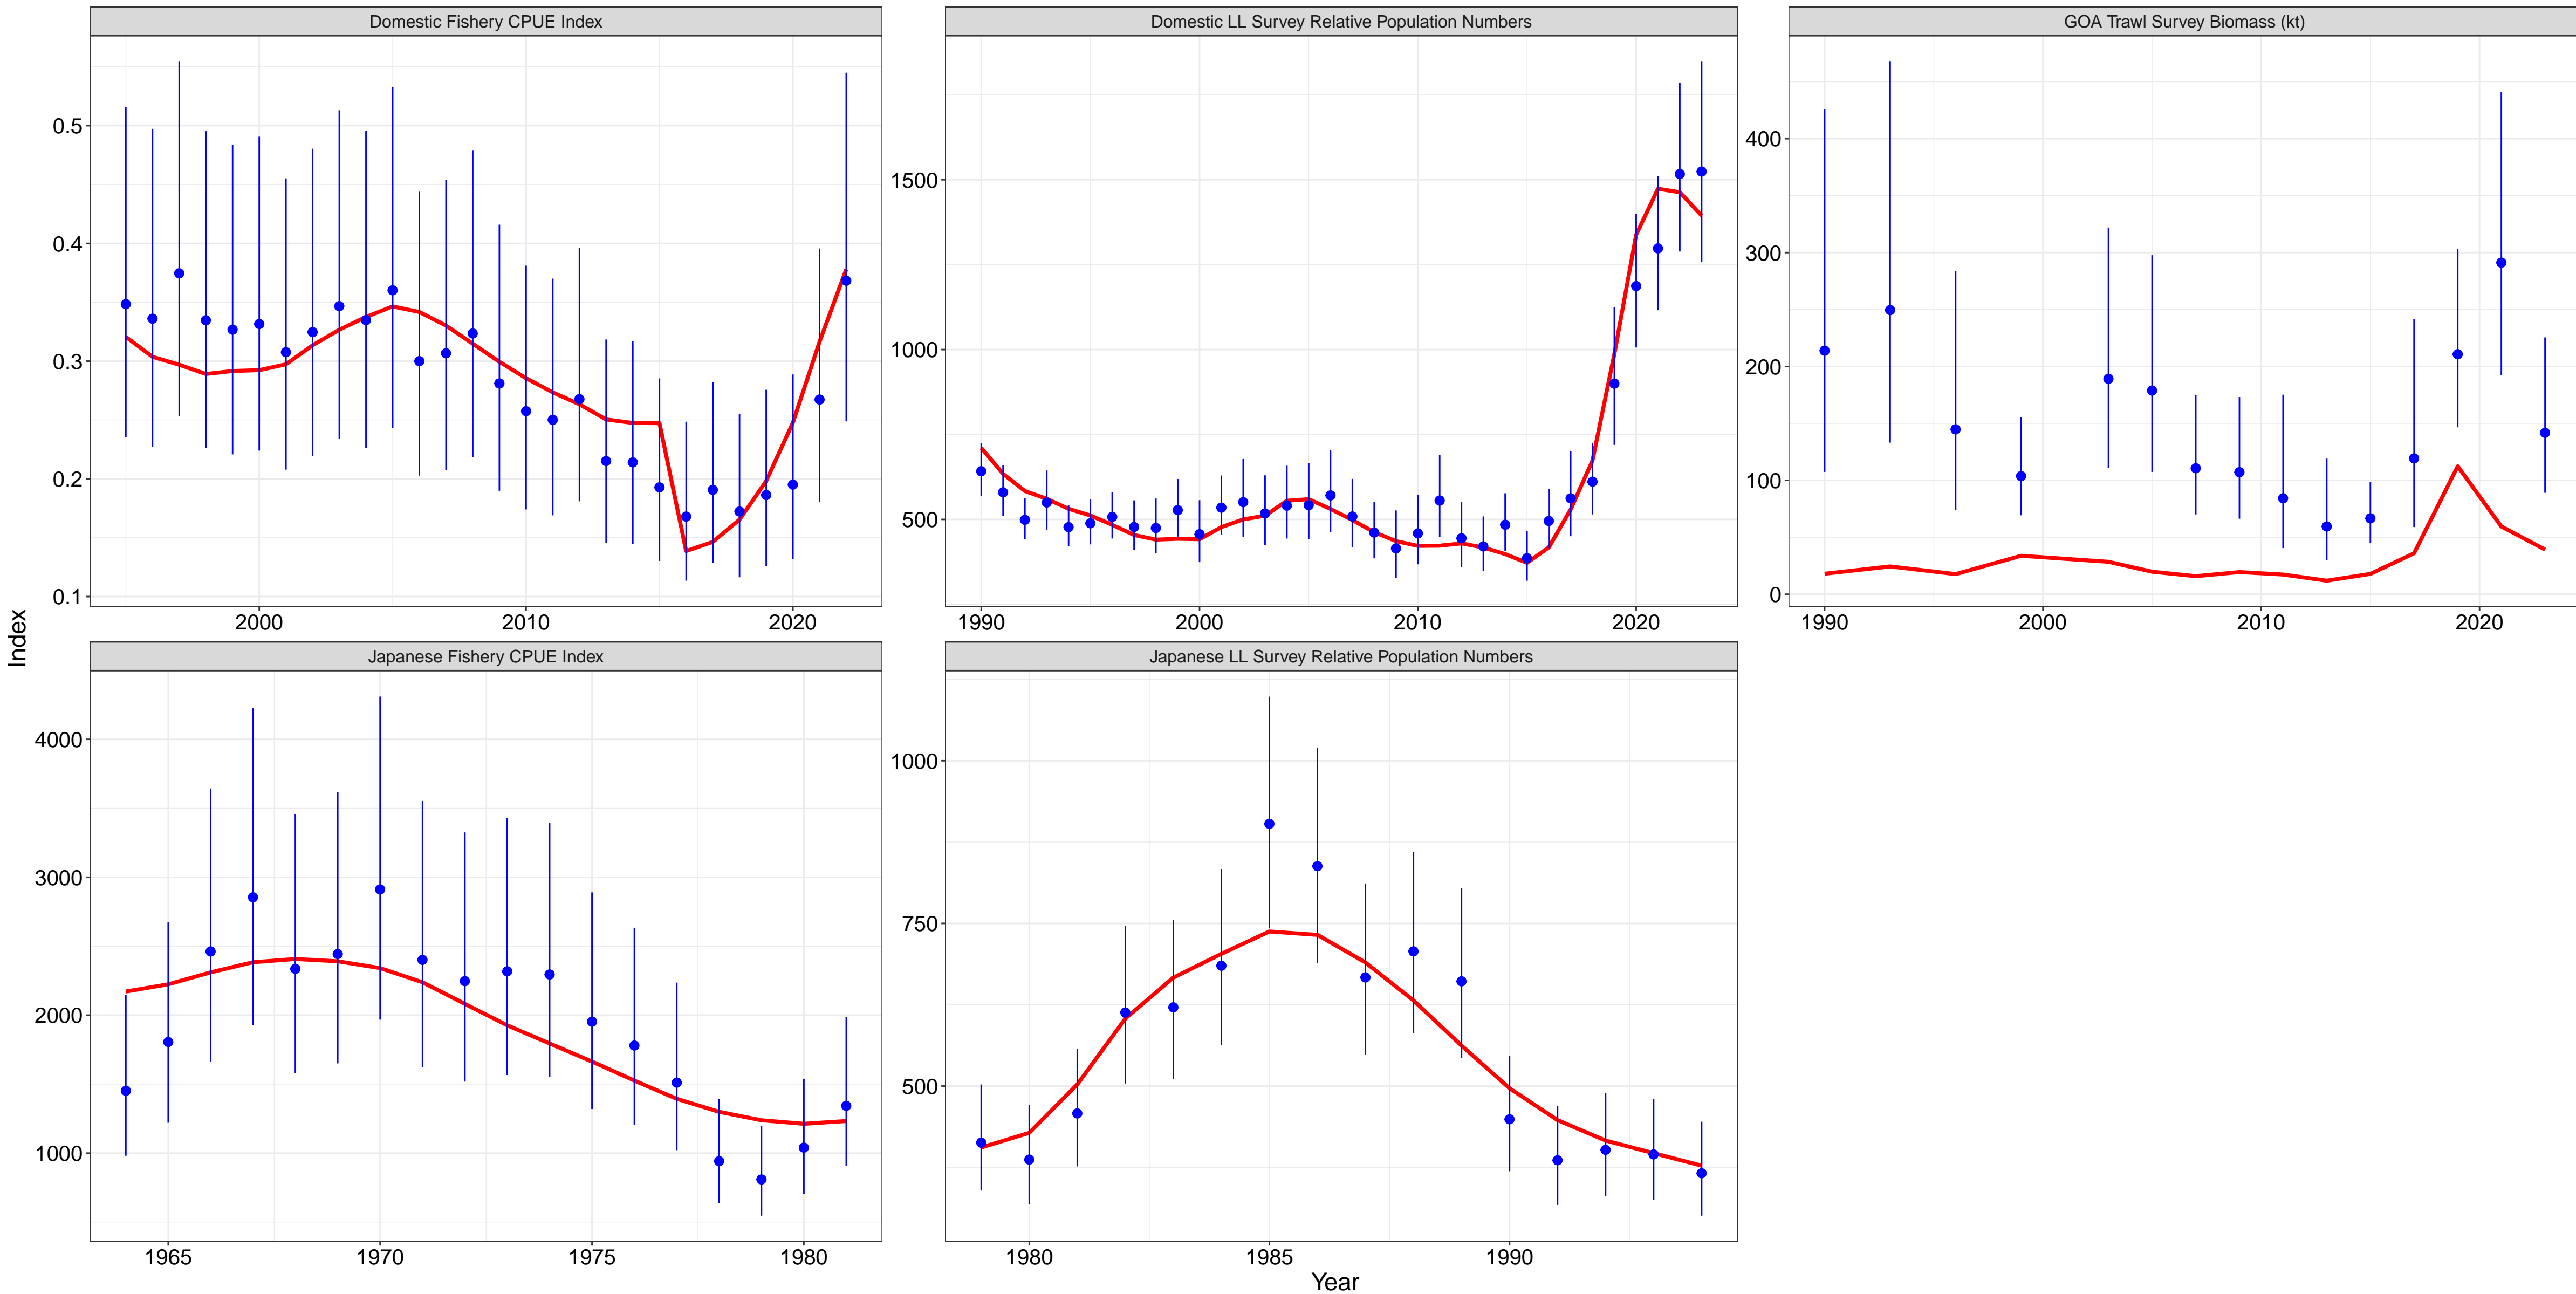 Domestic Fishery CPUE Index
Domestic LL Survey Relative Population Numbers
GOA Trawl Survey Biomass (kt)
0.5
0.4
0.3
0.2
0.1
2000 2010 2020
1500
1000
500
1990 2000 2010 2020
400
300
200
100
0
1990 2000 2010 2020
Index
Japanese Fishery CPUE Index
Japanese LL Survey Relative Population Numbers
4000
3000
2000
1000
1965 1970 1975 1980
1000
750
500
1980 1985 1990
Year